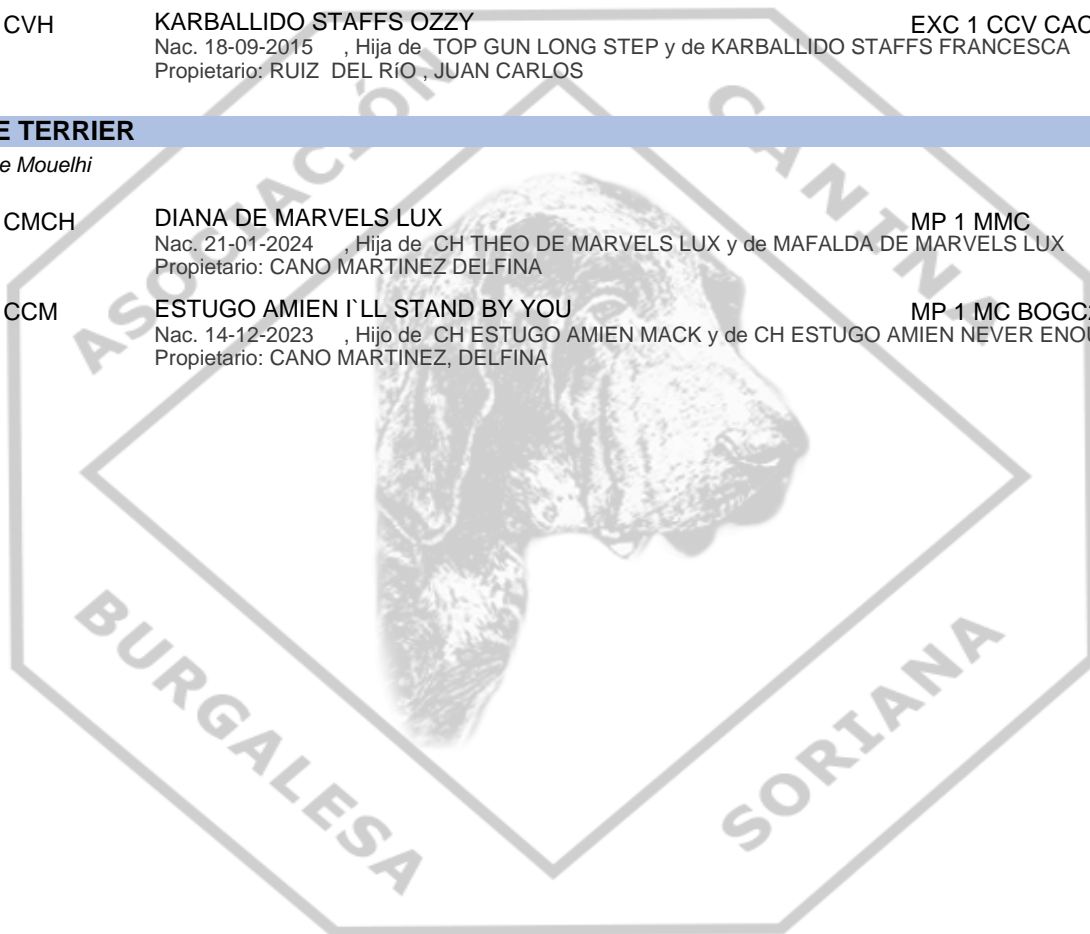 CVH KARBALLIDO STAFFS OZZY EXC 1 CCV CAC
Nac. 18-09-2015 , Hija de TOP GUN LONG STEP y de KARBALLIDO STAFFS FRANCESCA
Propietario: RUIZ DEL RíO , JUAN CARLOS
E TERRIER
e Mouelhi
CMCH DIANA DE MARVELS LUX MP 1 MMC
Nac. 21-01-2024 , Hija de CH THEO DE MARVELS LUX y de MAFALDA DE MARVELS LUX
Propietario: CANO MARTINEZ DELFINA
CCM ESTUGO AMIEN I`LL STAND BY YOU MP 1 MC BOGC
Nac. 14-12-2023 , Hijo de CH ESTUGO AMIEN MACK y de CH ESTUGO AMIEN NEVER ENOU
Propietario: CANO MARTINEZ, DELFINA
ASOCIACIÓN
CANINA
BURGALESA
SORIANA